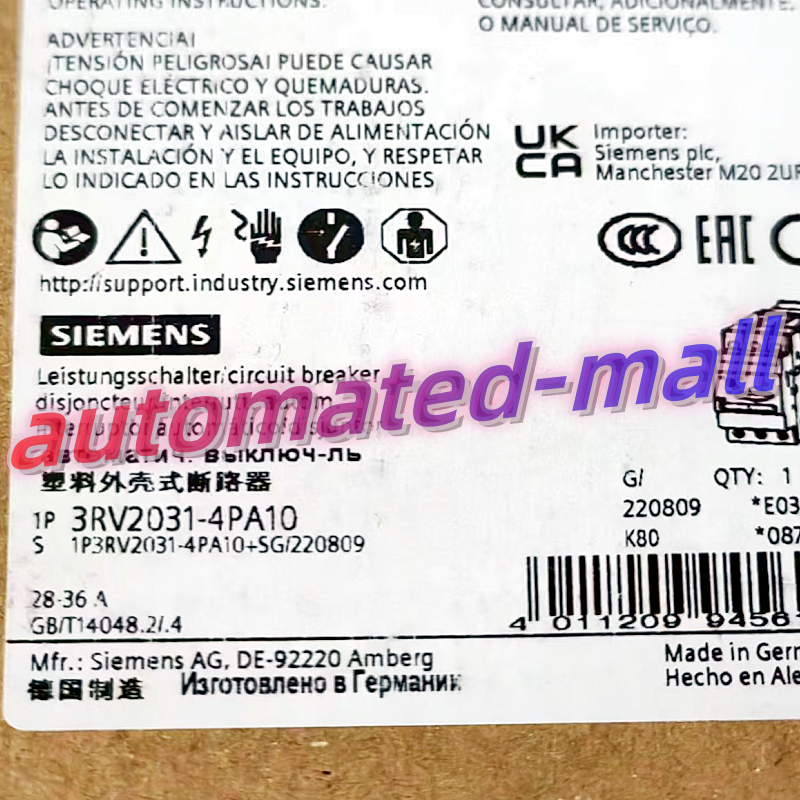 OPERATING INSTRUCTIONS.
CONSULTAR, ADICIONALMENTE,
O MANUAL DE SERVIÇO.
ADVERTENCIA!
¡TENSIÓN PELIGROSA! PUEDE CAUSAR
CHOQUE ELÉCTRICO Y QUEMADURAS.
ANTES DE COMENZAR LOS TRABAJOS
DESCONECTAR Y AISLAR DE ALIMENTACIÓN
LA INSTALACIÓN Y EL EQUIPO, Y RESPETAR
LO INDICADO EN LAS INSTRUCCIONES
UK
CA
Importer:
Siemens plc,
Manchester M20 2UR
CCC EAC
http://support.industry.siemens.com
SIEMENS
Leistungsschalter/circuit breaker
automated-mall
автоматич. выключ-ль
塑料外壳式断路器
G/ QTY: 1
1P 3RV2031-4PA10
220809 *E03
S 1P3RV2031-4PA10+SG/220809
K80 *087
28-36 A
GB/T14048.2/.4
4 011209 94561
Mfr.: Siemens AG, DE-92220 Amberg
Made in Germ
德国制造 Изготовлено в Германии
Hecho en Ale